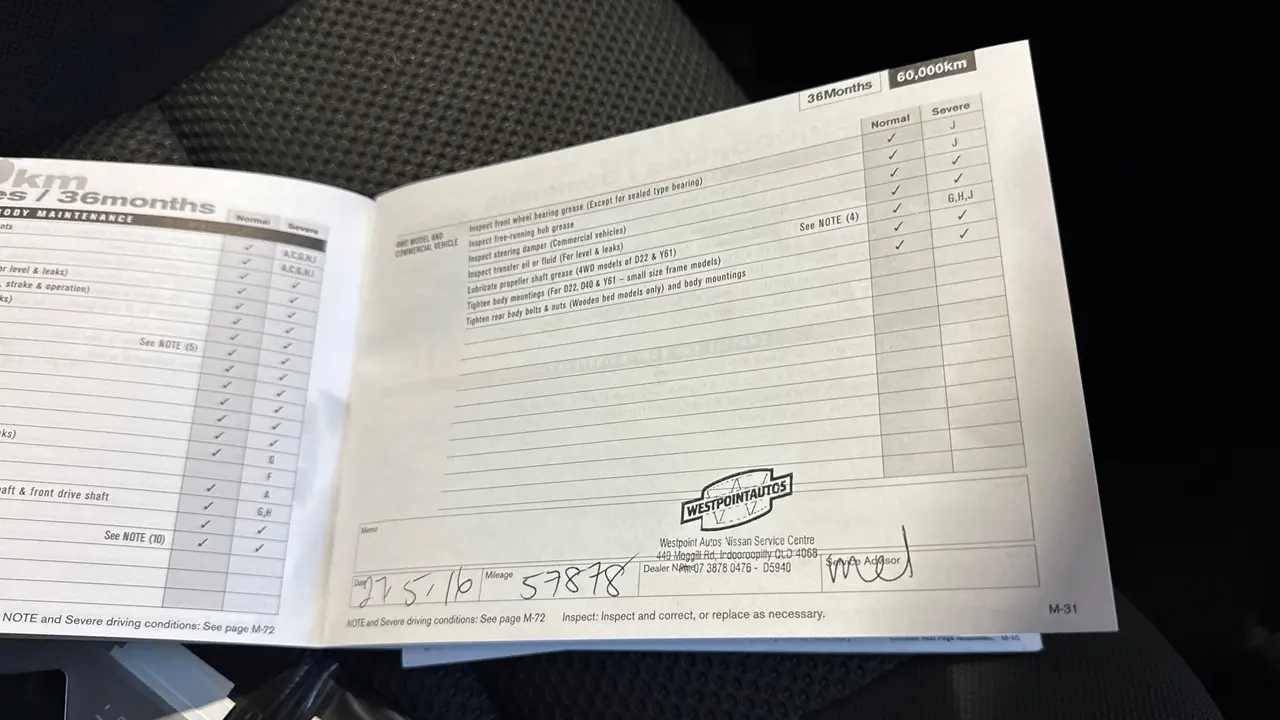 km
es / 36months
BODY MAINTENANCE
Normal
Severe
nts
✓ A,C,G,H,I
✓ A,C,G,H,I
or level & leaks)
✓ ✓
, stroke & operation)
✓ ✓
ks)
✓ ✓
✓ ✓
See NOTE (5)
✓ ✓
✓ ✓
✓ ✓
✓ ✓
✓ ✓
ks)
✓ ✓
✓ G
F
aft & front drive shaft
✓ A
✓ G,H
✓ ✓
See NOTE (10)
✓ ✓
NOTE and Severe driving conditions: See page M-72
36Months
60,000km
Normal
Severe
4WD MODEL AND
COMMERCIAL VEHICLE
Inspect front wheel bearing grease (Except for sealed type bearing) ✓ J
Inspect free-running hub grease ✓ J
Inspect steering damper (Commercial vehicles) ✓ ✓
Inspect transfer oil or fluid (For level & leaks) ✓ ✓
Lubricate propeller shaft grease (4WD models of D22 & Y61) See NOTE (4) ✓ G,H,J
Tighten body mountings (For D22, D40 & Y61 – small size frame models) ✓ ✓
Tighten rear body bolts & nuts (Wooden bed models only) and body mountings ✓ ✓
WESTPOINTAUTOS
Memo
Westpoint Autos Nissan Service Centre
440 Moggill Rd, Indooroopilly QLD 4068
Ph: 07 3878 0476 - D5940
Date 27.5.16
Mileage 57878
Dealer
Service Advisor
NOTE and Severe driving conditions: See page M-72
Inspect: Inspect and correct, or replace as necessary.
M-31
M-45